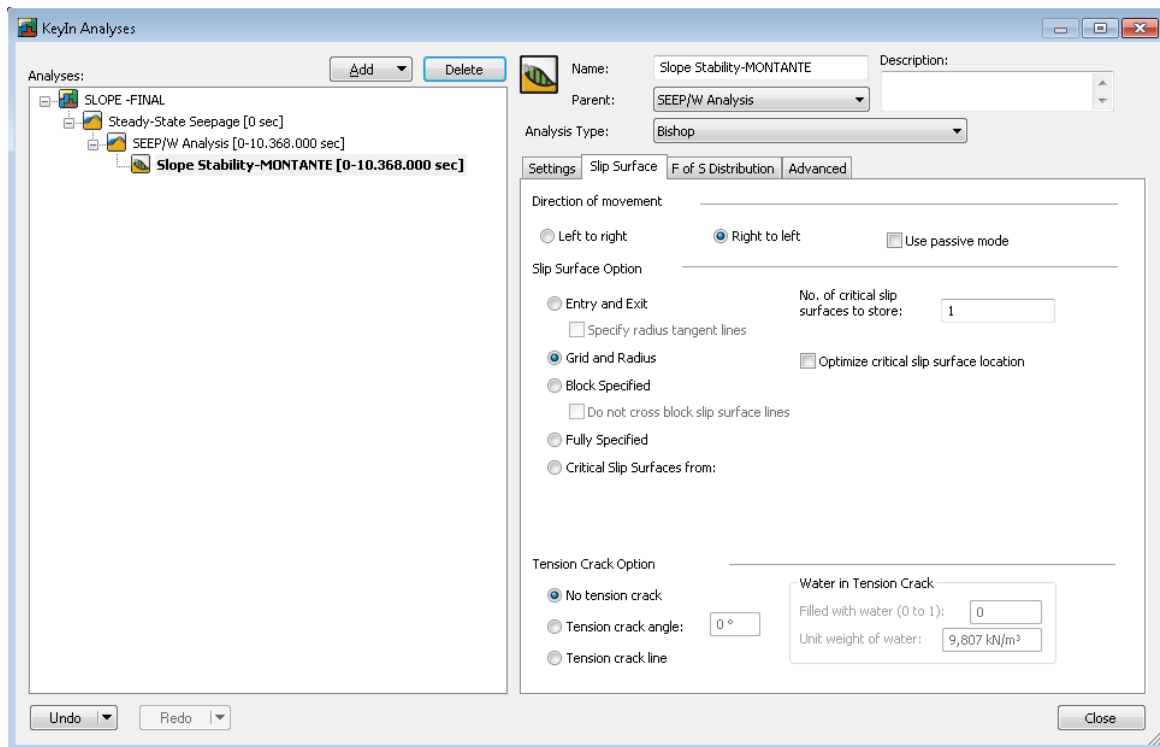 KeyIn Analyses
Analyses:
Add
Delete
SLOPE -FINAL
Steady-State Seepage [0 sec]
SEEP/W Analysis [0-10.368.000 sec]
Slope Stability-MONTANTE [0-10.368.000 sec]
Name:
Slope Stability-MONTANTE
Description:
Parent:
SEEP/W Analysis
Analysis Type:
Bishop
Settings
Slip Surface
F of S Distribution
Advanced
Direction of movement
Left to right
Right to left
Use passive mode
Slip Surface Option
Entry and Exit
No. of critical slip
surfaces to store:
1
Specify radius tangent lines
Grid and Radius
Optimize critical slip surface location
Block Specified
Do not cross block slip surface lines
Fully Specified
Critical Slip Surfaces from:
Tension Crack Option
No tension crack
Tension crack angle:
0 °
Tension crack line
Water in Tension Crack
Filled with water (0 to 1):
0
Unit weight of water:
9,807 kN/m³
Undo
Redo
Close